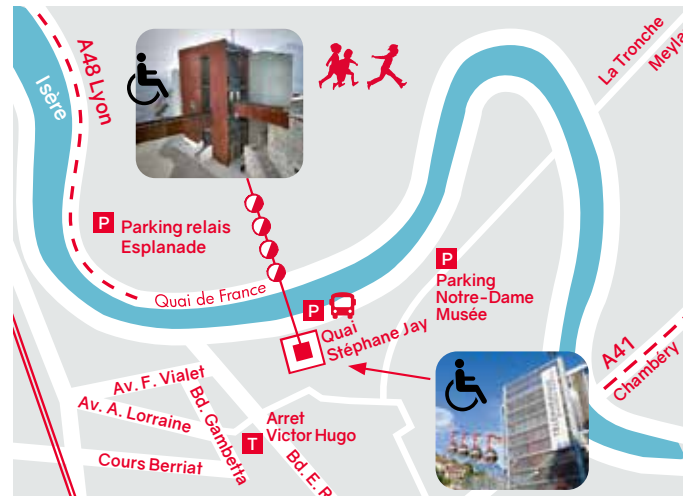 Isère
A48 Lyon
La Tronche
Meyla
P Parking relais
Esplanade
Quai de France
P
P
Parking
Notre-Dame
Musée
Quai
Stéphane Jay
A41
Chambéry
Av. F. Vialet
Av. A. Lorraine
Bd. Gambetta
Cours Berriat
T
Arret
Victor Hugo
Bd. E. R